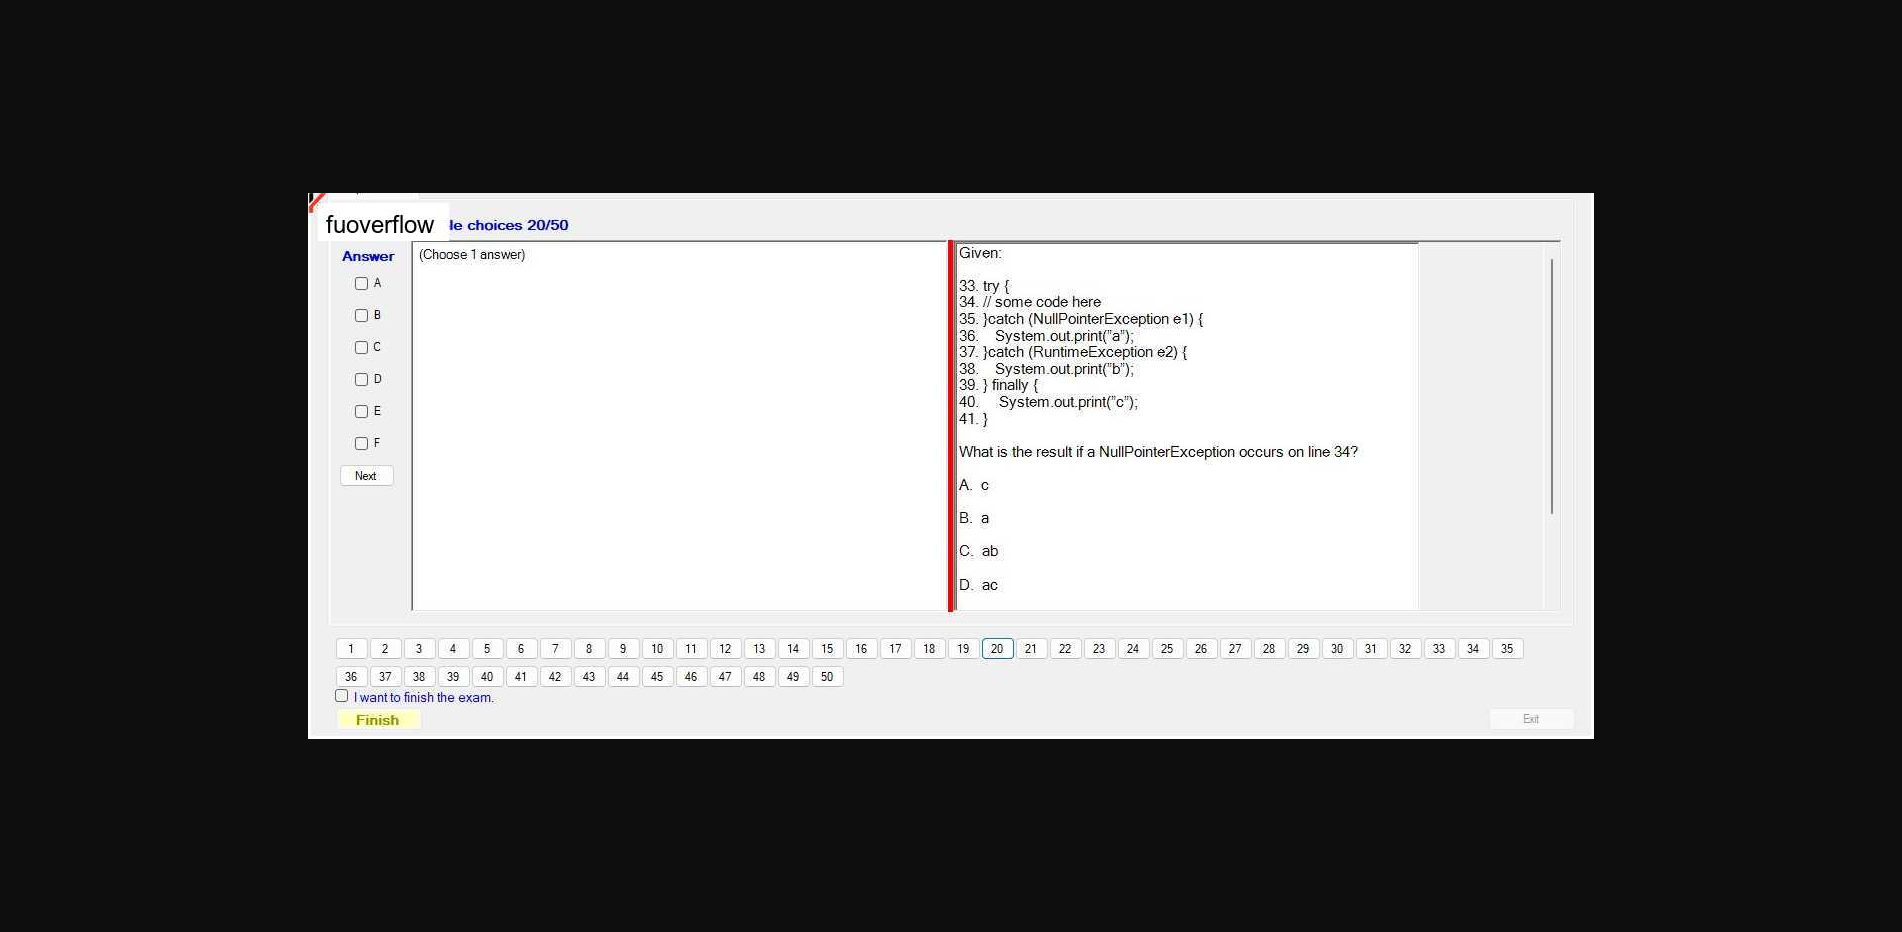 fuoverflow
le choices 20/50
Answer
(Choose 1 answer)
A
B
C
D
E
F
Next
Given:
33. try {
34. // some code here
35. }catch (NullPointerException e1) {
36. System.out.print("a");
37. }catch (RuntimeException e2) {
38. System.out.print("b");
39. } finally {
40. System.out.print("c");
41. }
What is the result if a NullPointerException occurs on line 34?
A. c
B. a
C. ab
D. ac
1 2 3 4 5 6 7 8 9 10 11 12 13 14 15 16 17 18 19 20 21 22 23 24 25 26 27 28 29 30 31 32 33 34 35
36 37 38 39 40 41 42 43 44 45 46 47 48 49 50
I want to finish the exam.
Finish
Exit